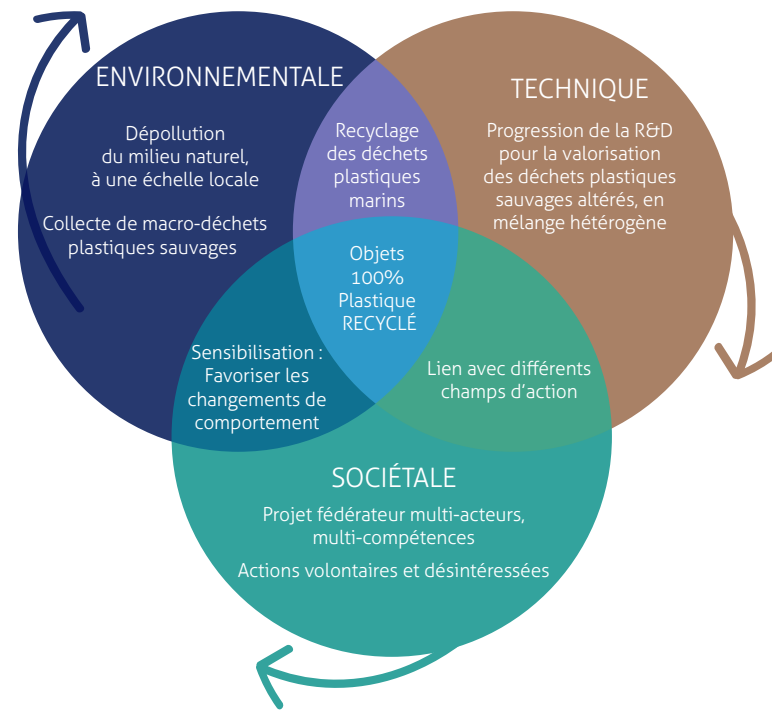 ENVIRONNEMENTALE
Dépollution
du milieu naturel,
à une échelle locale
Collecte de macro-déchets
plastiques sauvages
Recyclage
des déchets
plastiques
marins
TECHNIQUE
Progression de la R&D
pour la valorisation
des déchets plastiques
sauvages altérés, en
mélange hétérogène
Objets
100%
Plastique
RECYCLÉ
Sensibilisation :
Favoriser les
changements de
comportement
Lien avec différents
champs d'action
SOCIÉTALE
Projet fédérateur multi-acteurs,
multi-compétences
Actions volontaires et désintéressées